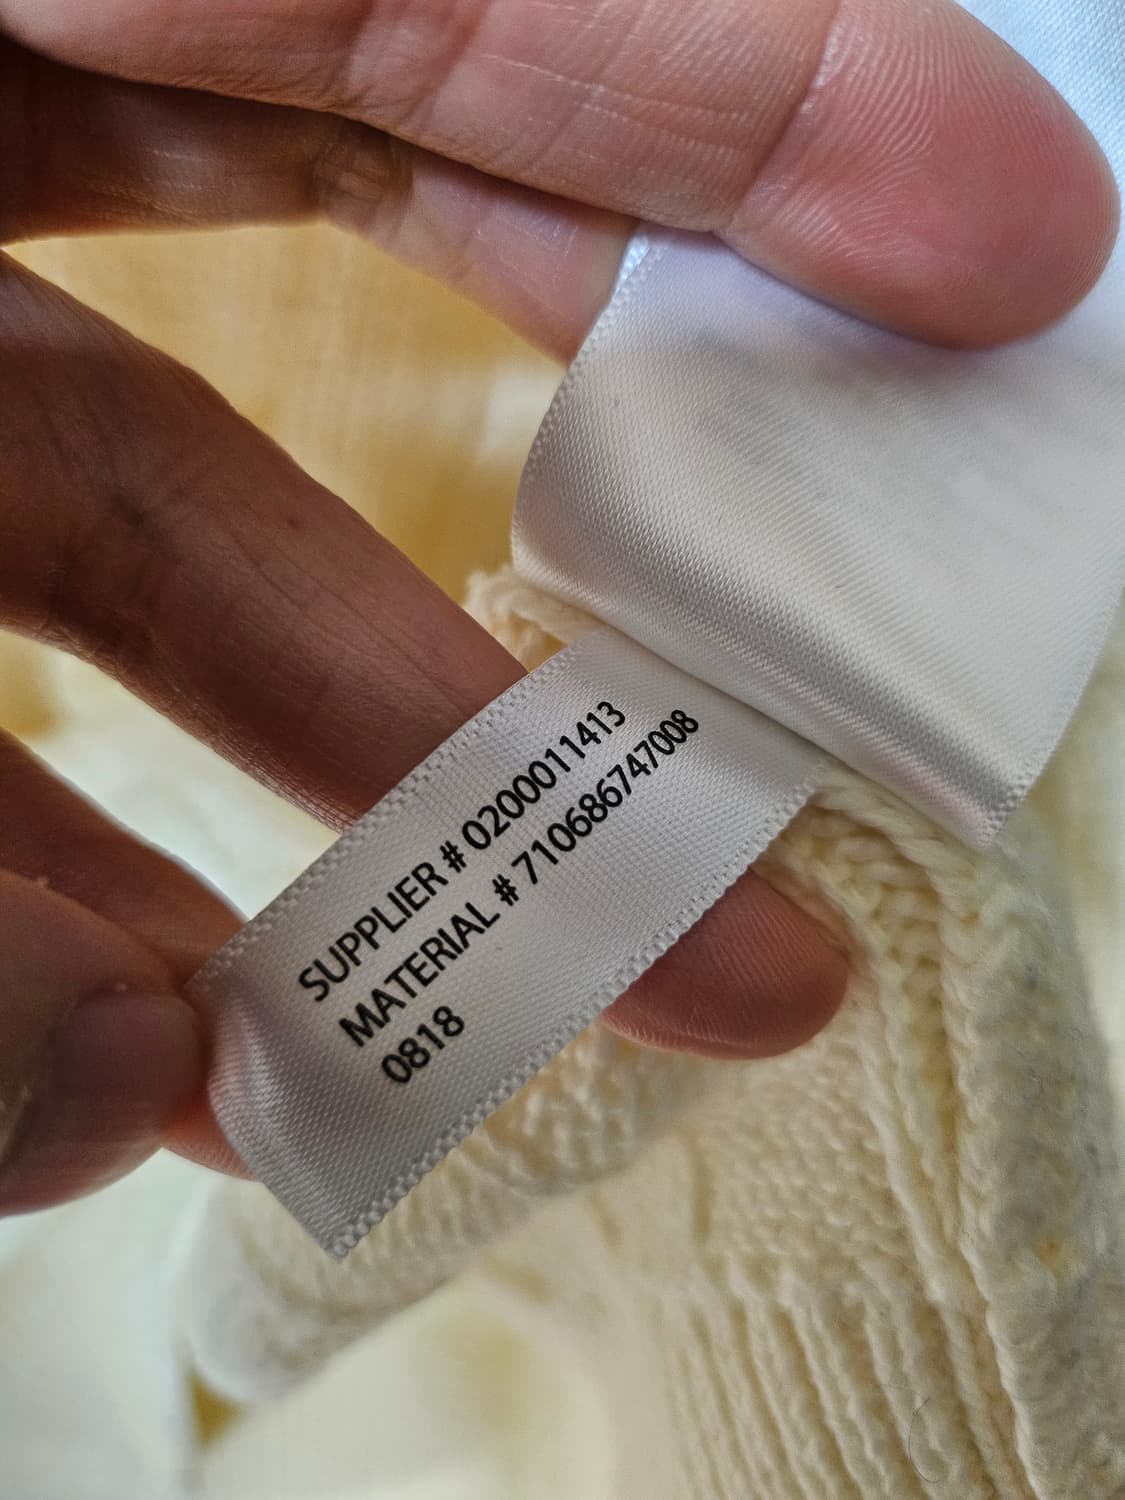 SUPPLIER # 0200011413
MATERIAL # 710686747008
0818